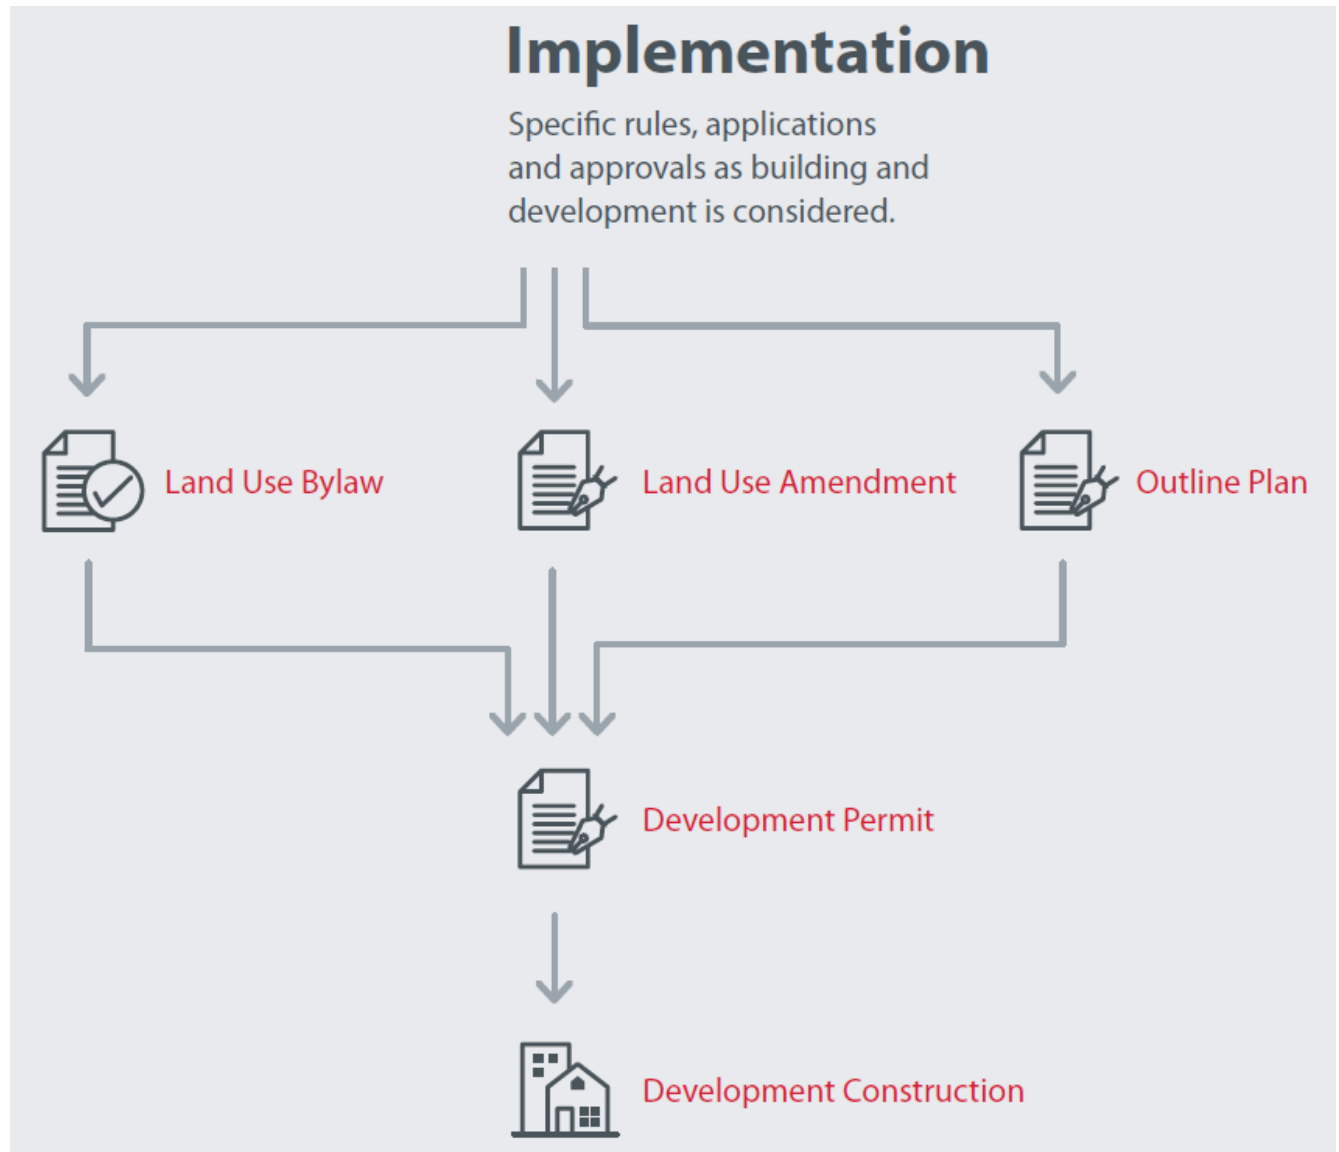 Implementation
Specific rules, applications
and approvals as building and
development is considered.
Land Use Bylaw
Land Use Amendment
Outline Plan
Development Permit
Development Construction